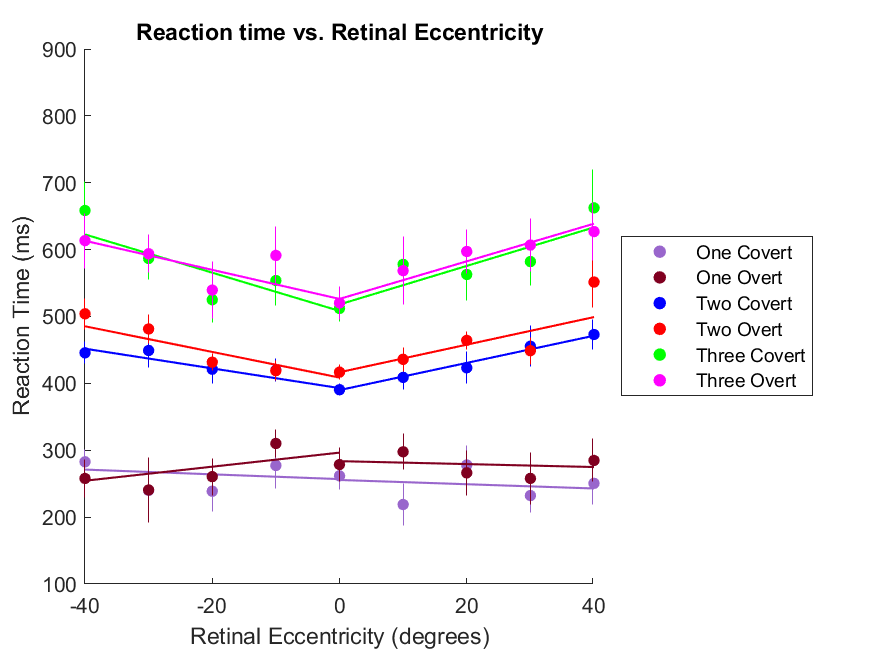 Reaction time vs. Retinal Eccentricity
900
800
700
600
500
400
300
200
100
Reaction Time (ms)
-40
-20
0
20
40
Retinal Eccentricity (degrees)
One Covert
One Overt
Two Covert
Two Overt
Three Covert
Three Overt